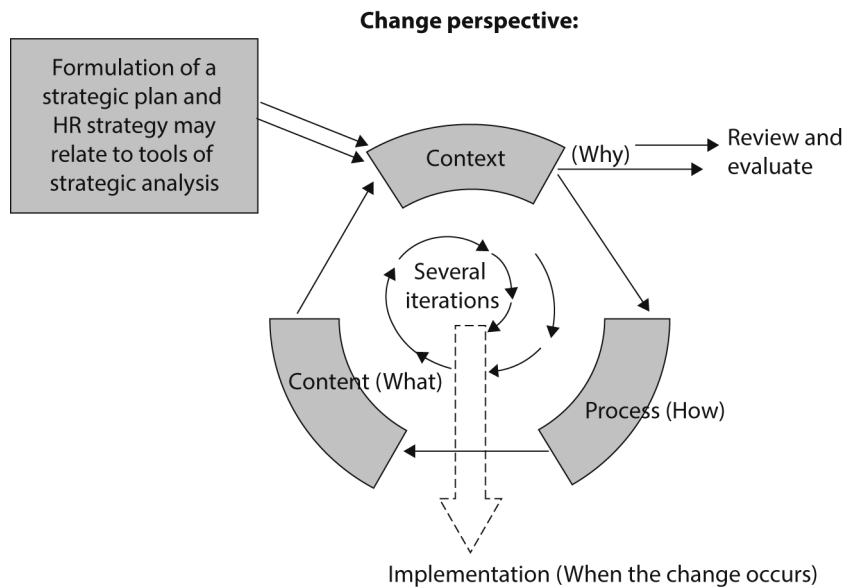 Change perspective:
Formulation of a
strategic plan and
HR strategy may
relate to tools of
strategic analysis
Context
(Why)
Review and
evaluate
Several
iterations
Content (What)
Process (How)
Implementation (When the change occurs)